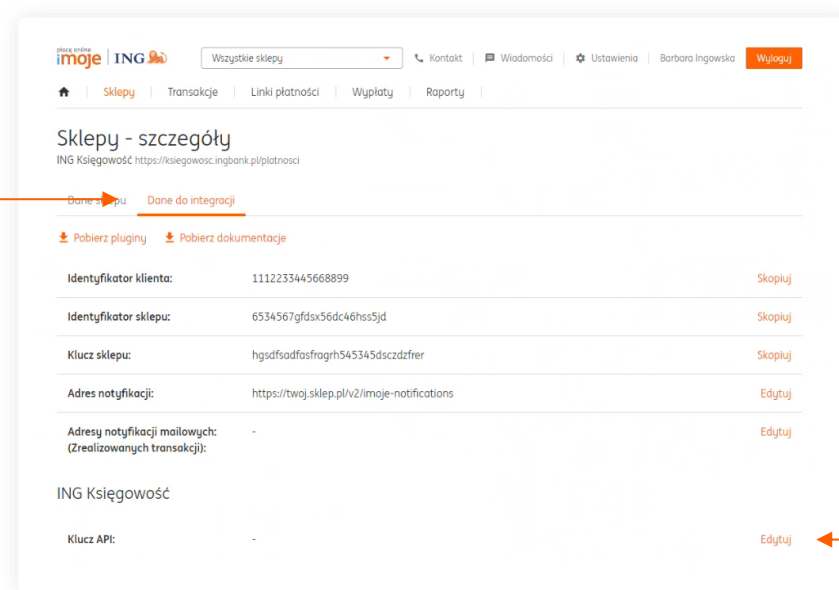 płacę online
imoje ING Wszystkie sklepy Kontakt Wiadomości Ustawienia Barbara Ingowska Wyloguj
Sklepy Transakcje Linki płatności Wypłaty Raporty
Sklepy - szczegóły
ING Księgowość https://ksiegowosc.ingbank.pl/platnosci
Dane sklepu Dane do integracji
Pobierz pluginy Pobierz dokumentacje
Identyfikator klienta: 1112233445668899 Skopiuj
Identyfikator sklepu: 6534567gfdsx56dc46hss5jd Skopiuj
Klucz sklepu: hgsdfsadfasfragrh545345dsczdzfrer Skopiuj
Adres notyfikacji: https://twoj.sklep.pl/v2/imoje-notifications Edytuj
Adresy notyfikacji mailowych: - Edytuj
(Zrealizowanych transakcji):
ING Księgowość
Klucz API: - Edytuj